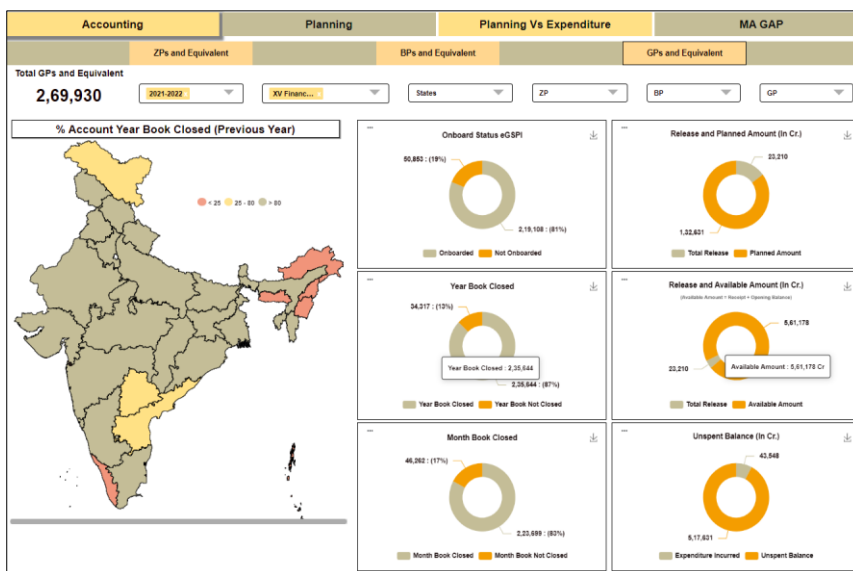 Accounting Planning Planning Vs Expenditure MA GAP
ZPs and Equivalent BPs and Equivalent GPs and Equivalent
Total GPs and Equivalent
2,69,930
2021-2022 XV Financ... States ZP BP GP
% Account Year Book Closed (Previous Year)
< 25 25 - 80 > 80
Onboard Status eGSPI
50,853 : (19%)
2,19,108 : (81%)
Onboarded Not Onboarded
Release and Planned Amount (In Cr.)
23,210
1,32,631
Total Release Planned Amount
Year Book Closed
34,317 : (13%)
Year Book Closed : 2,35,644
2,35,644 : (87%)
Year Book Closed Year Book Not Closed
Release and Available Amount (In Cr.)
(Available Amount = Receipt + Opening Balance)
5,61,178
23,210
Available Amount : 5,61,178 Cr
Total Release Available Amount
Month Book Closed
46,262 : (17%)
2,23,699 : (83%)
Month Book Closed Month Book Not Closed
Unspent Balance (In Cr.)
43,548
5,17,631
Expenditure Incurred Unspent Balance